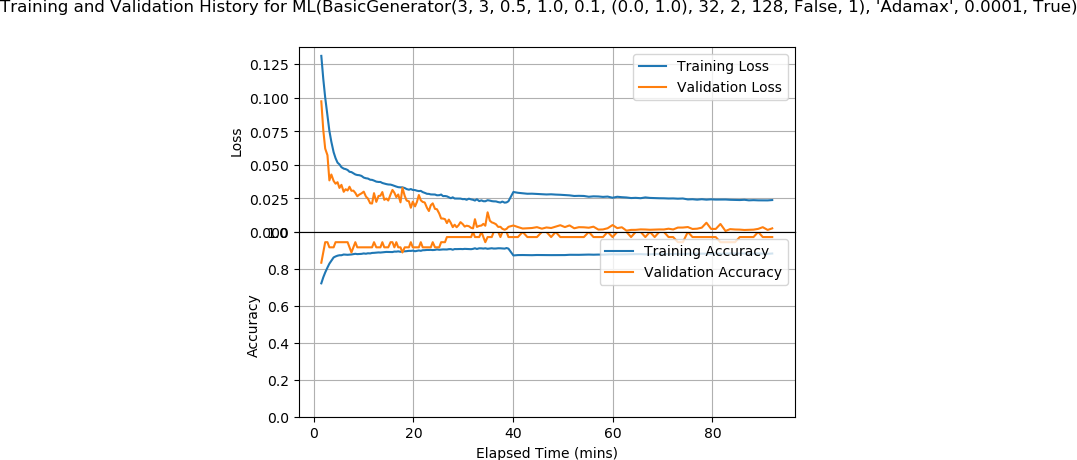 Training and Validation History for ML(BasicGenerator(3, 3, 0.5, 1.0, 0.1, (0.0, 1.0), 32, 2, 128, False, 1), 'Adamax', 0.0001, True)
0.125
0.100
0.075
0.050
0.025
0.000
Loss
Training Loss
Validation Loss
1.0
0.8
0.6
0.4
0.2
0.0
Accuracy
Training Accuracy
Validation Accuracy
0
20
40
60
80
Elapsed Time (mins)